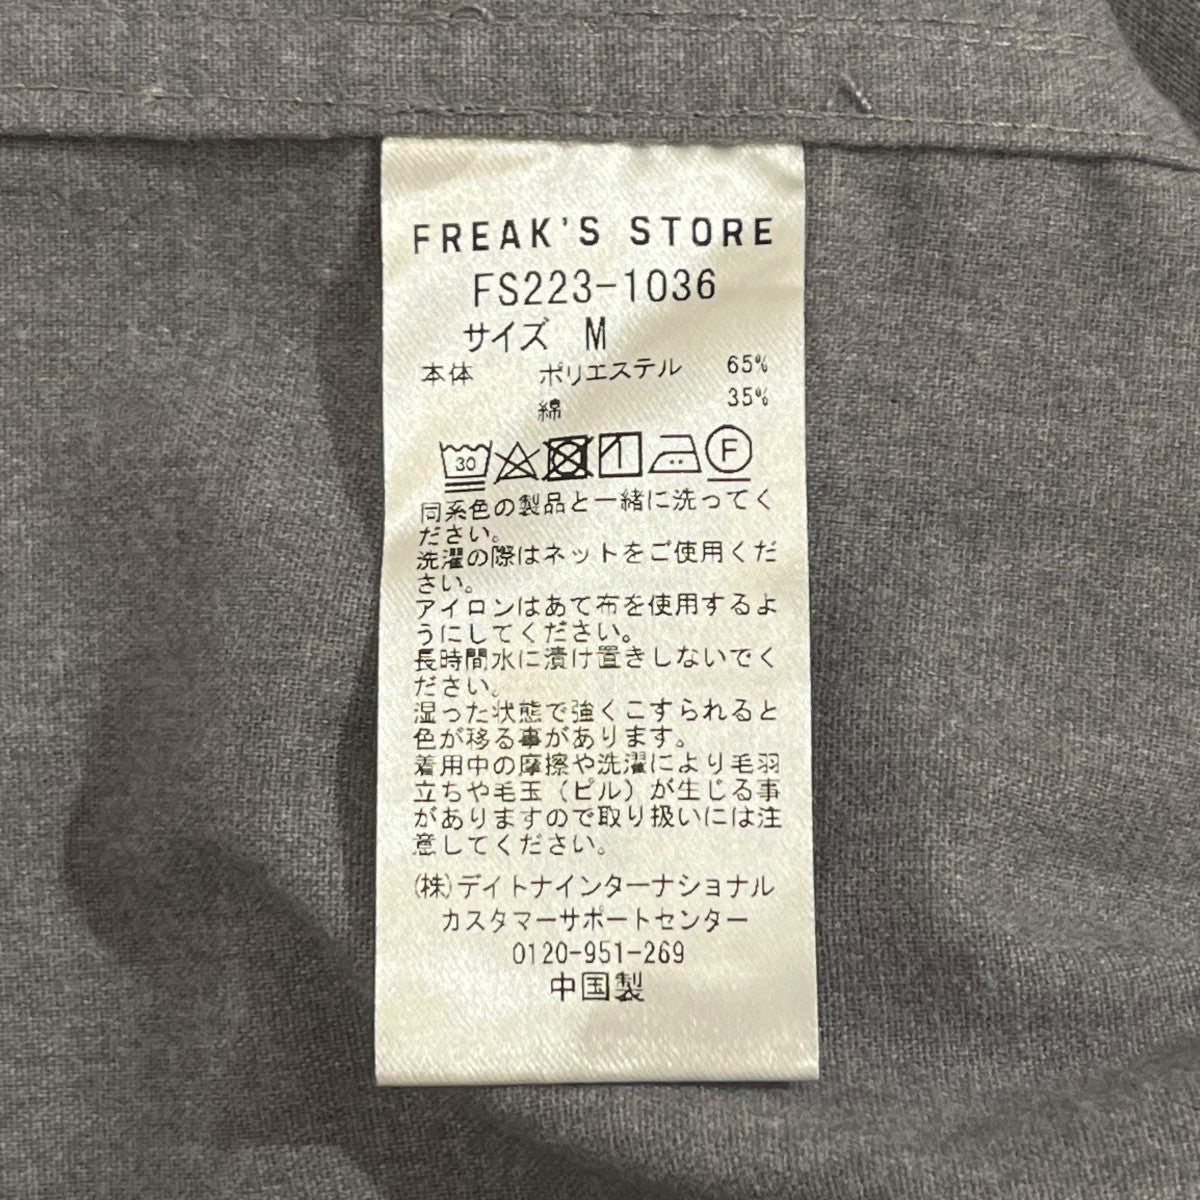 FREAK'S STORE
FS223-1036
サイズ M
本体 ポリエステル 65%
綿 35%
30 F
同系色の製品と一緒に洗ってく
ださい。
洗濯の際はネットをご使用くだ
さい。
アイロンはあて布を使用するよ
うにしてください。
長時間水に漬け置きしないでく
ださい。
湿った状態で強くこすられると
色が移る事があります。
着用中の摩擦や洗濯により毛羽
立ちや毛玉(ピル)が生じる事
がありますので取り扱いには注
意してください。
(株)デイトナインターナショナル
カスタマーサポートセンター
0120-951-269
中国製